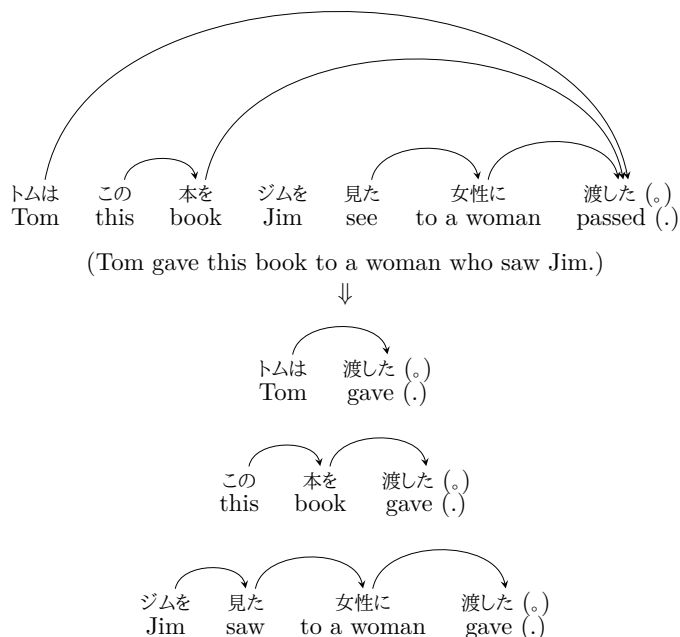 トムは この 本を ジムを 見た 女性に 渡した (。)
Tom this book Jim see to a woman passed (.)
(Tom gave this book to a woman who saw Jim.)
⇓
トムは 渡した (。)
Tom gave (.)
この 本を 渡した (。)
this book gave (.)
ジムを 見た 女性に 渡した (。)
Jim saw to a woman gave (.)